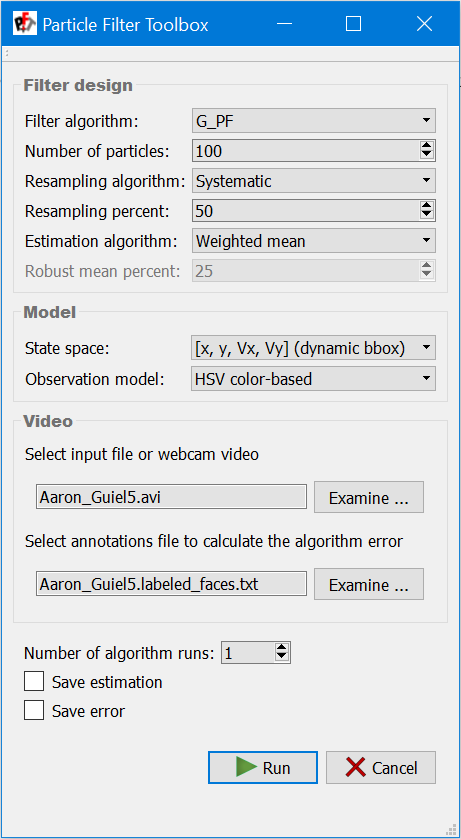 Particle Filter Toolbox
Filter design
Filter algorithm: G_PF
Number of particles: 100
Resampling algorithm: Systematic
Resampling percent: 50
Estimation algorithm: Weighted mean
Robust mean percent: 25
Model
State space: [x, y, Vx, Vy] (dynamic bbox)
Observation model: HSV color-based
Video
Select input file or webcam video
Aaron_Guiel5.avi Examine ...
Select annotations file to calculate the algorithm error
Aaron_Guiel5.labeled_faces.txt Examine ...
Number of algorithm runs: 1
Save estimation
Save error
Run Cancel